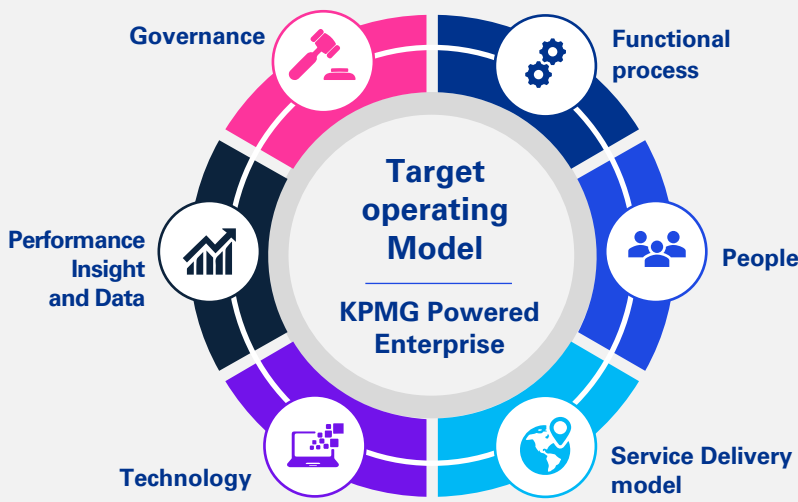 Governance
Functional
process
Target
operating
Model
KPMG Powered
Enterprise
Performance
Insight
and Data
People
Technology
Service Delivery
model